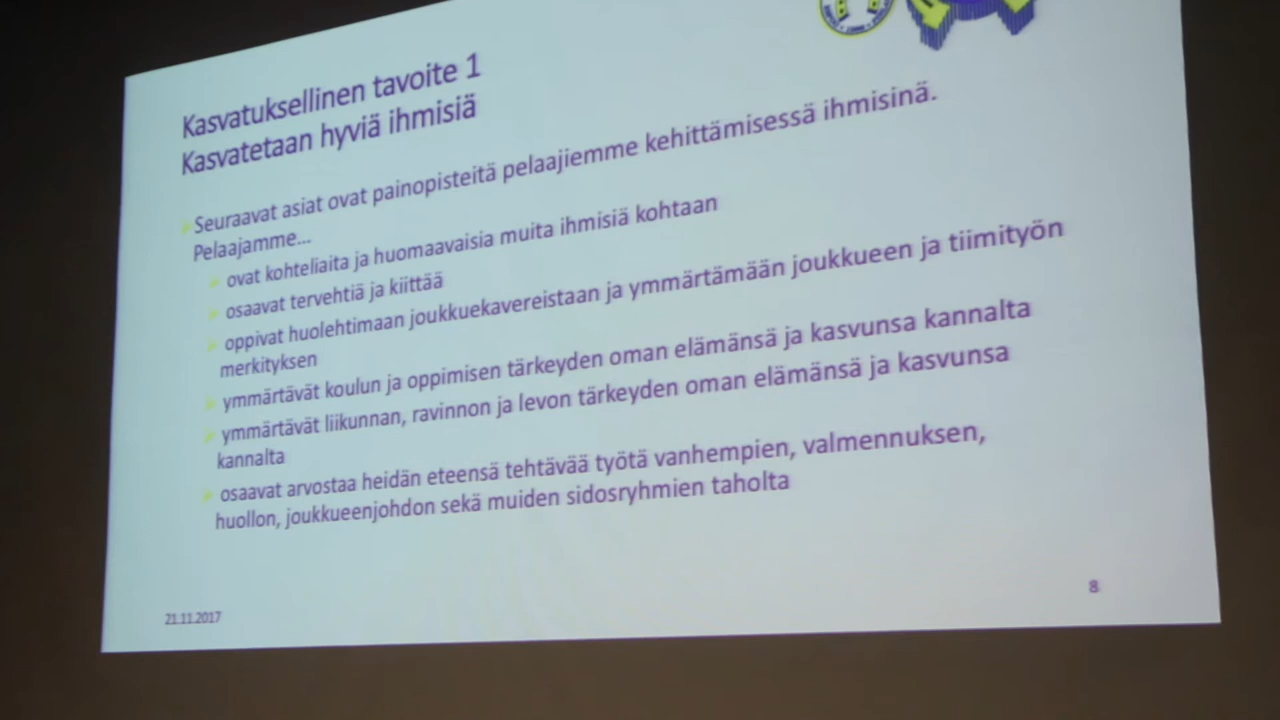 Kasvatuksellinen tavoite 1
Kasvatetaan hyviä ihmisiä
Seuraavat asiat ovat painopisteitä pelaajiemme kehittämisessä ihmisinä.
Pelaajamme...
ovat kohteliaita ja huomaavaisia muita ihmisiä kohtaan
osaavat tervehtiä ja kiittää
oppivat huolehtimaan joukkuekavereistaan ja ymmärtämään joukkueen ja tiimityön
merkityksen
ymmärtävät koulun ja oppimisen tärkeyden oman elämänsä ja kasvunsa kannalta
ymmärtävät liikunnan, ravinnon ja levon tärkeyden oman elämänsä ja kasvunsa
kannalta
osaavat arvostaa heidän eteensä tehtävää työtä vanhempien, valmennuksen,
huollon, joukkueenjohdon sekä muiden sidosryhmien taholta
21.11.2017
8